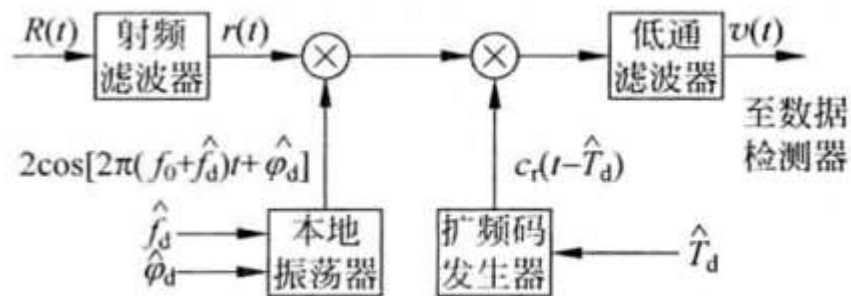 R(t)
射频
滤波器
r(t)
×
×
低通
滤波器
v(t)
至数据
检测器
2cos[2π(f₀+f̂_d)t+φ̂_d]
c_r(t−T̂_d)
f̂_d
φ̂_d
本地
振荡器
扩频码
发生器
T̂_d